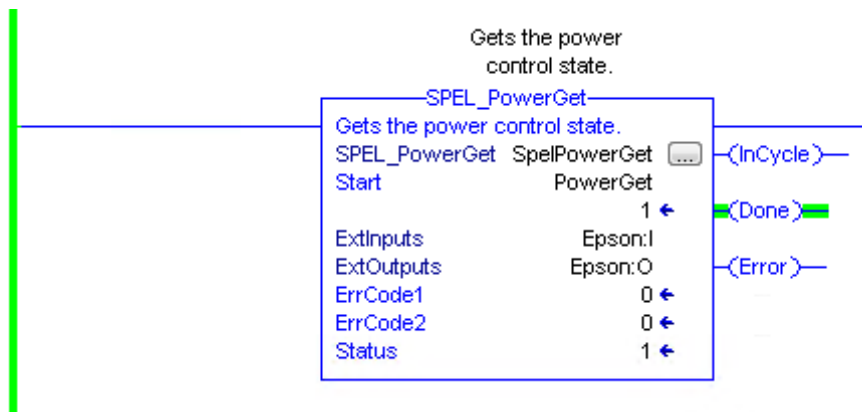 Gets the power
control state.
SPEL_PowerGet
Gets the power control state.
SPEL_PowerGet SpelPowerGet ... (InCycle)
Start PowerGet
1 (Done)
ExtInputs Epson:I
ExtOutputs Epson:O (Error)
ErrCode1 0
ErrCode2 0
Status 1